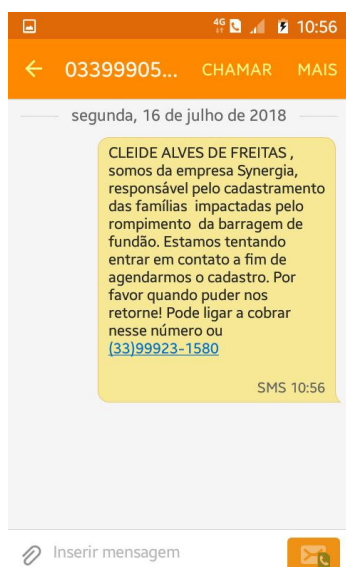 4G 10:56
03399905... CHAMAR MAIS
segunda, 16 de julho de 2018
CLEIDE ALVES DE FREITAS ,
somos da empresa Synergia,
responsável pelo cadastramento
das famílias impactadas pelo
rompimento da barragem de
fundão. Estamos tentando
entrar em contato a fim de
agendarmos o cadastro. Por
favor quando puder nos
retorne! Pode ligar a cobrar
nesse número ou
(33)99923-1580
SMS 10:56
Inserir mensagem